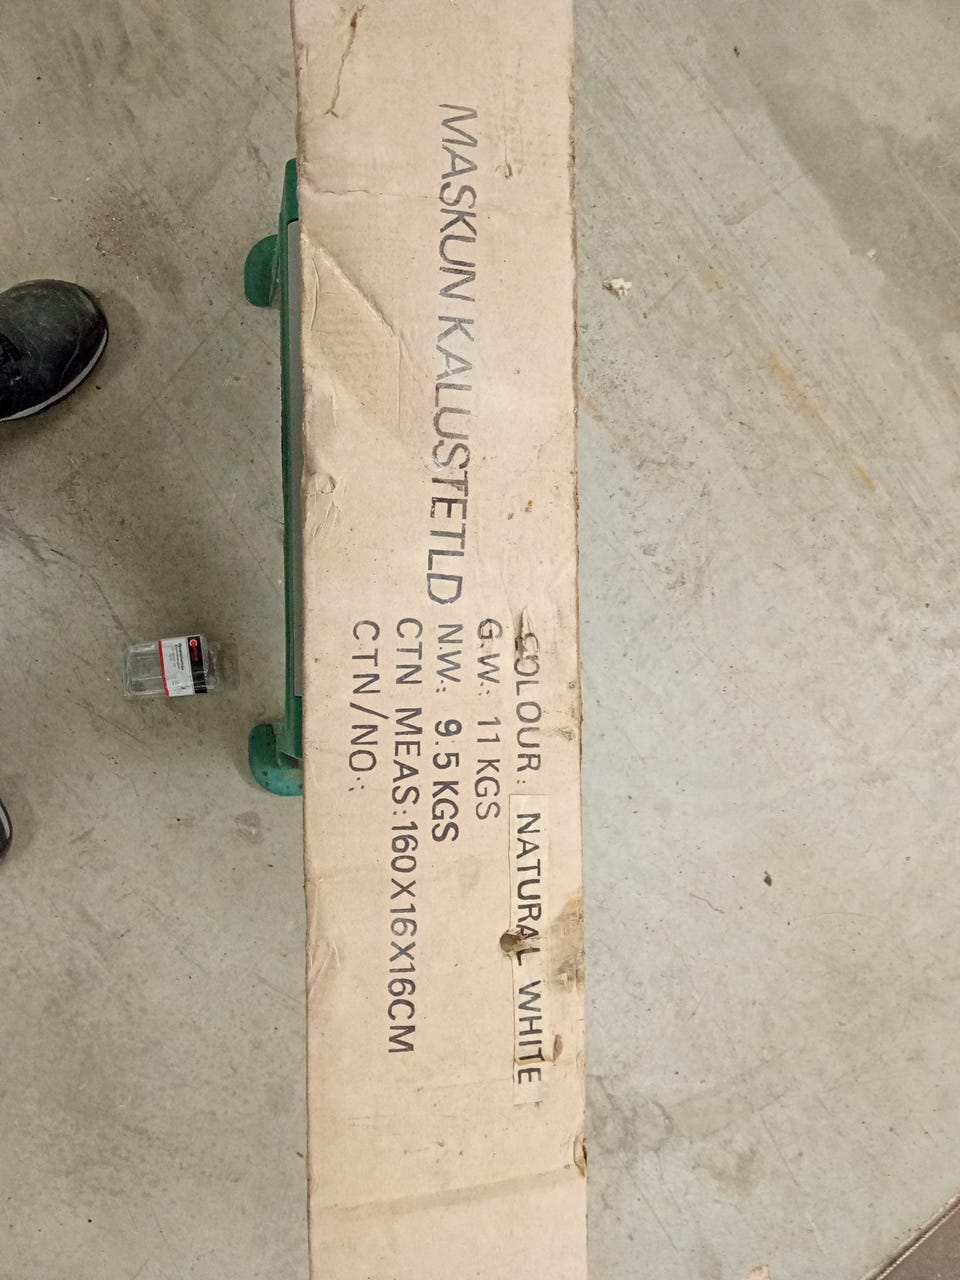 MASKUN KALUSTETLD
COLOUR: NATURAL WHITE
G.W.: 11 KGS
N.W.: 9.5 KGS
CTN MEAS:160X16X16CM
CTN/NO.: